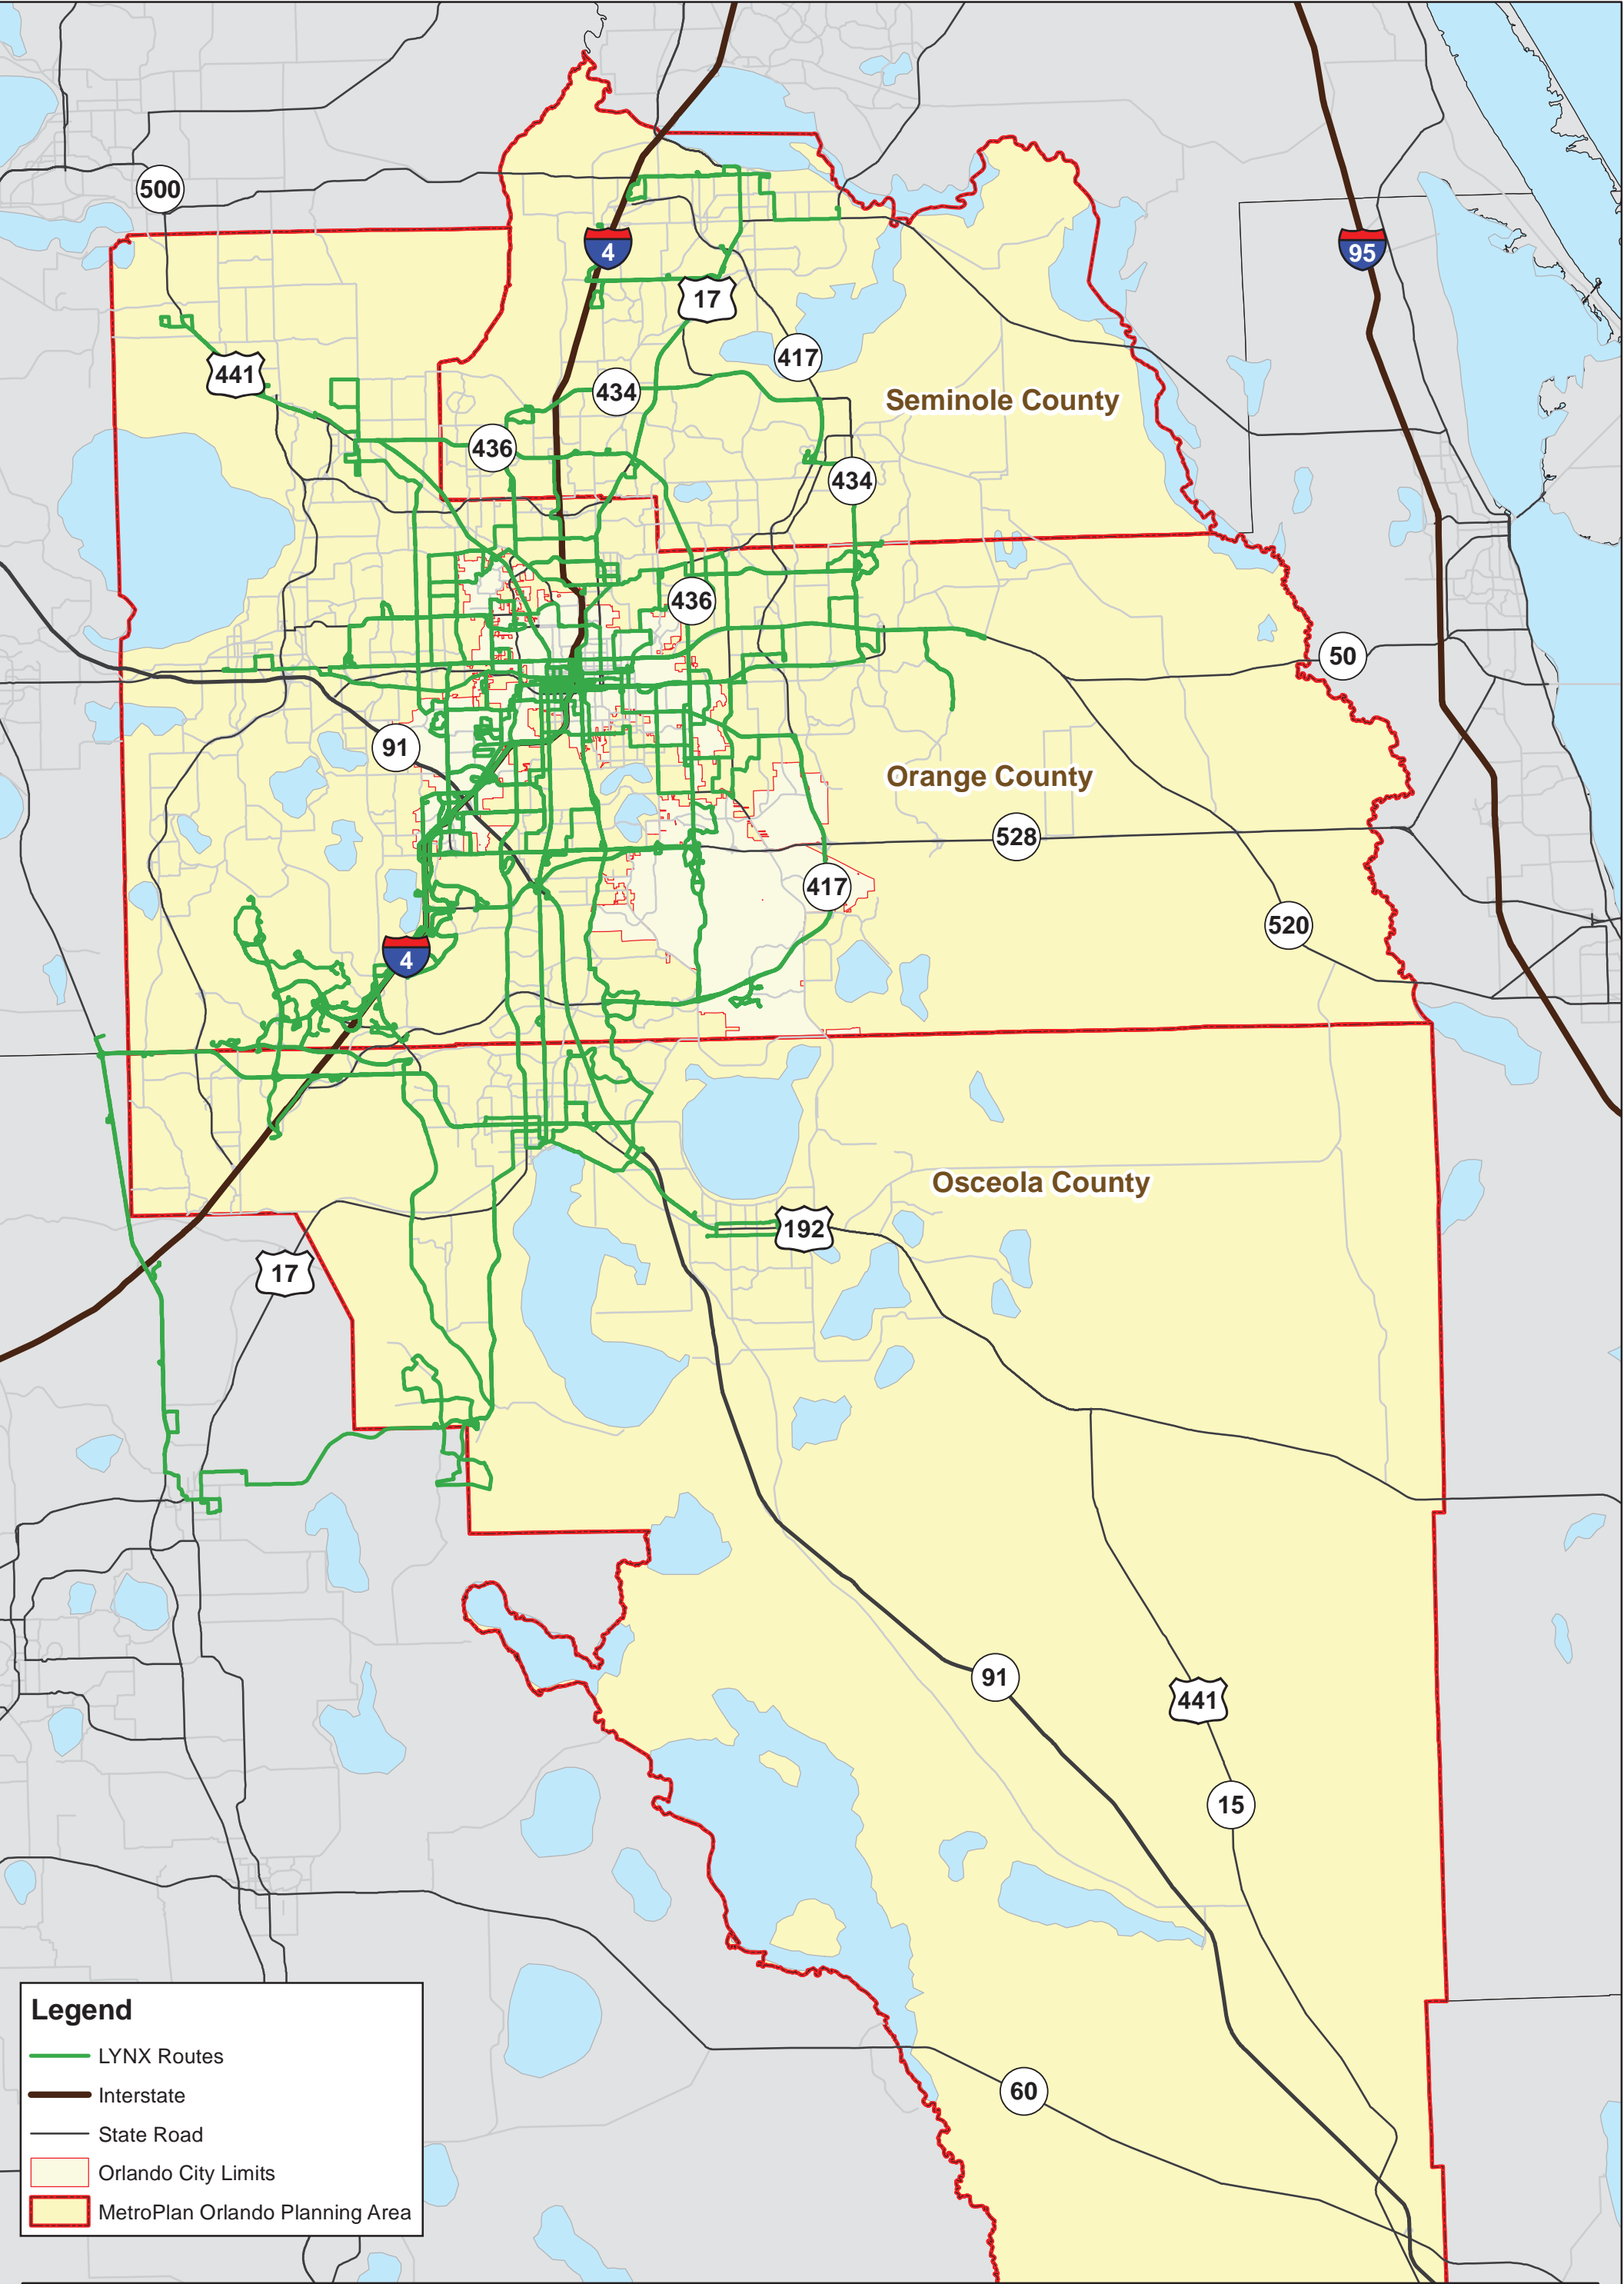 500
4
95
17
441
417
434
Seminole County
436
434
436
50
91
Orange County
528
417
520
4
Osceola County
192
17
91
441
15
60
Legend
LYNX Routes
Interstate
State Road
Orlando City Limits
MetroPlan Orlando Planning Area